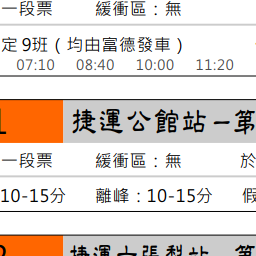 一段票 緩衝區：無
定 9班（均由富德發車）
07:10 08:40 10:00 11:20
1 捷運公館站－第
一段票 緩衝區：無 於
10-15分 離峰：10-15分 假
捷運六張犁站 第